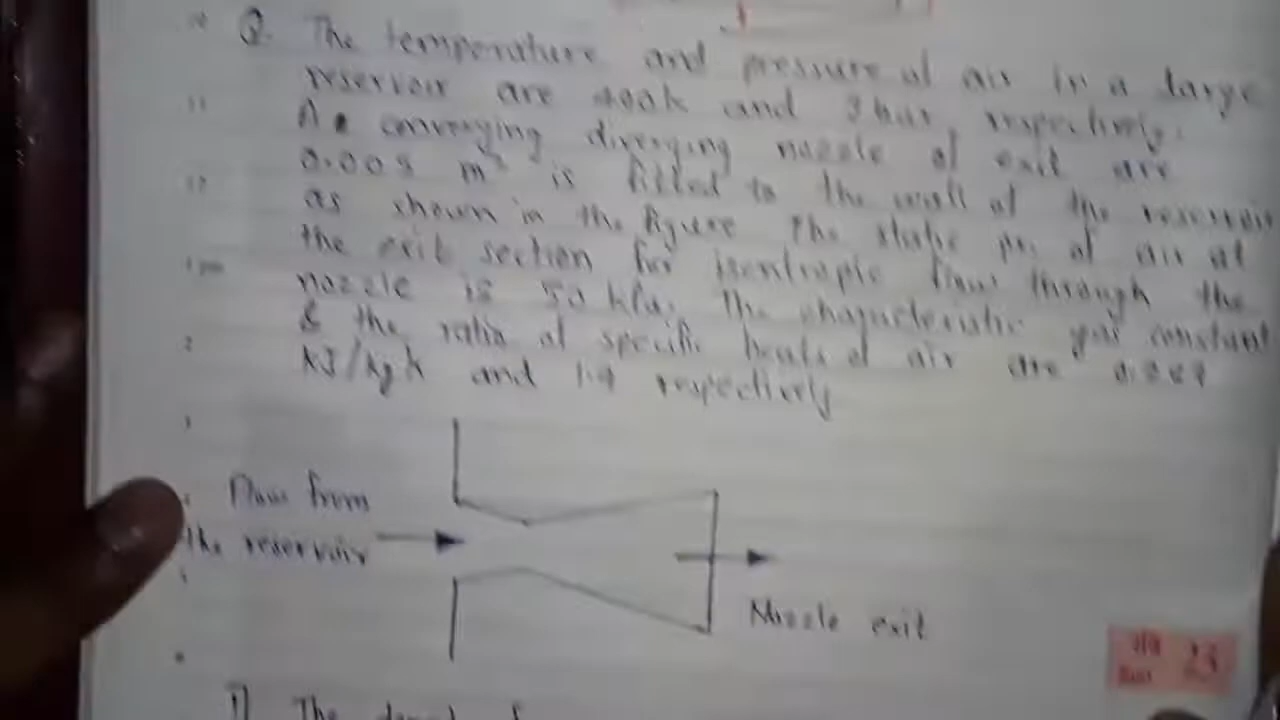 Q. The temperature and pressure of air in a large
reservoir are 400k and 3 bar, respectively.
A converging diverging nozzle of exit are
0.005 m² is fitted to the wall of the reservoir
as shown in the figure The static pr. of air at
the exit section for isentropic flow through the
nozzle is 50 kPa. The characteristic gas constant
& the ratio of specific heats of air are 0.287
kJ/kgk and 1.4 respectively
Flow from
the reservoir
Nozzle exit
23
i] The